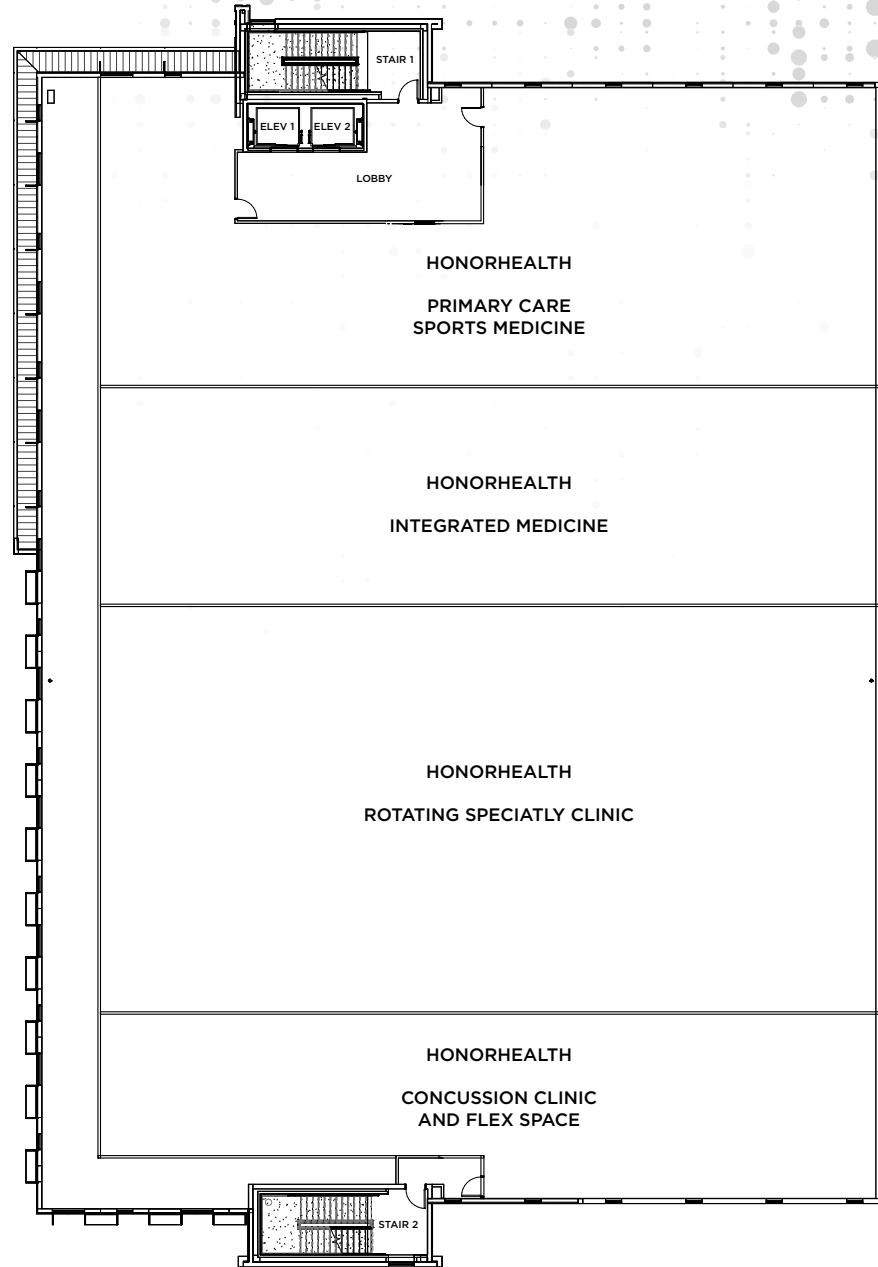 STAIR 1
ELEV 1
ELEV 2
LOBBY
HONORHEALTH
PRIMARY CARE
SPORTS MEDICINE
HONORHEALTH
INTEGRATED MEDICINE
HONORHEALTH
ROTATING SPECIATLY CLINIC
HONORHEALTH
CONCUSSION CLINIC
AND FLEX SPACE
STAIR 2